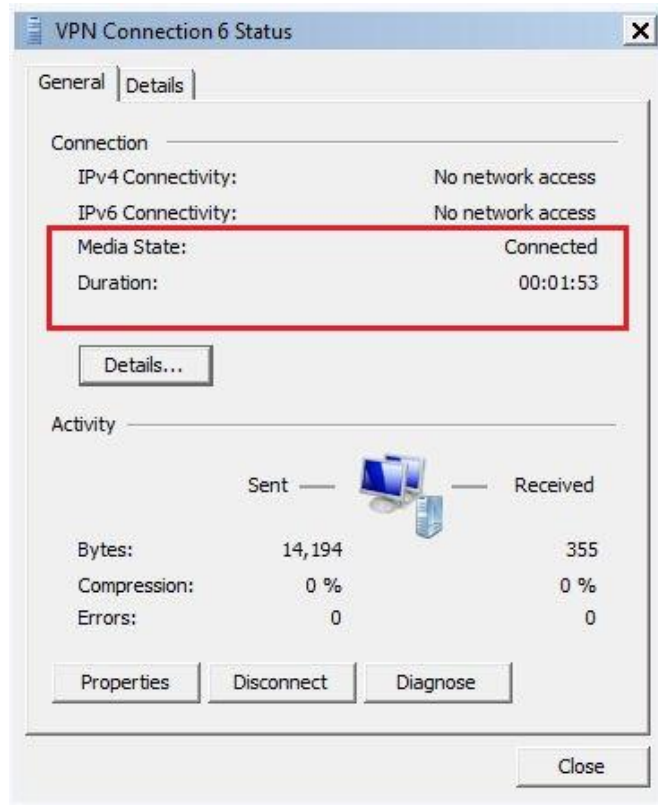 VPN Connection 6 Status
General Details
Connection
IPv4 Connectivity: No network access
IPv6 Connectivity: No network access
Media State: Connected
Duration: 00:01:53
Details...
Activity
Sent Received
Bytes: 14,194 355
Compression: 0 % 0 %
Errors: 0 0
Properties Disconnect Diagnose
Close